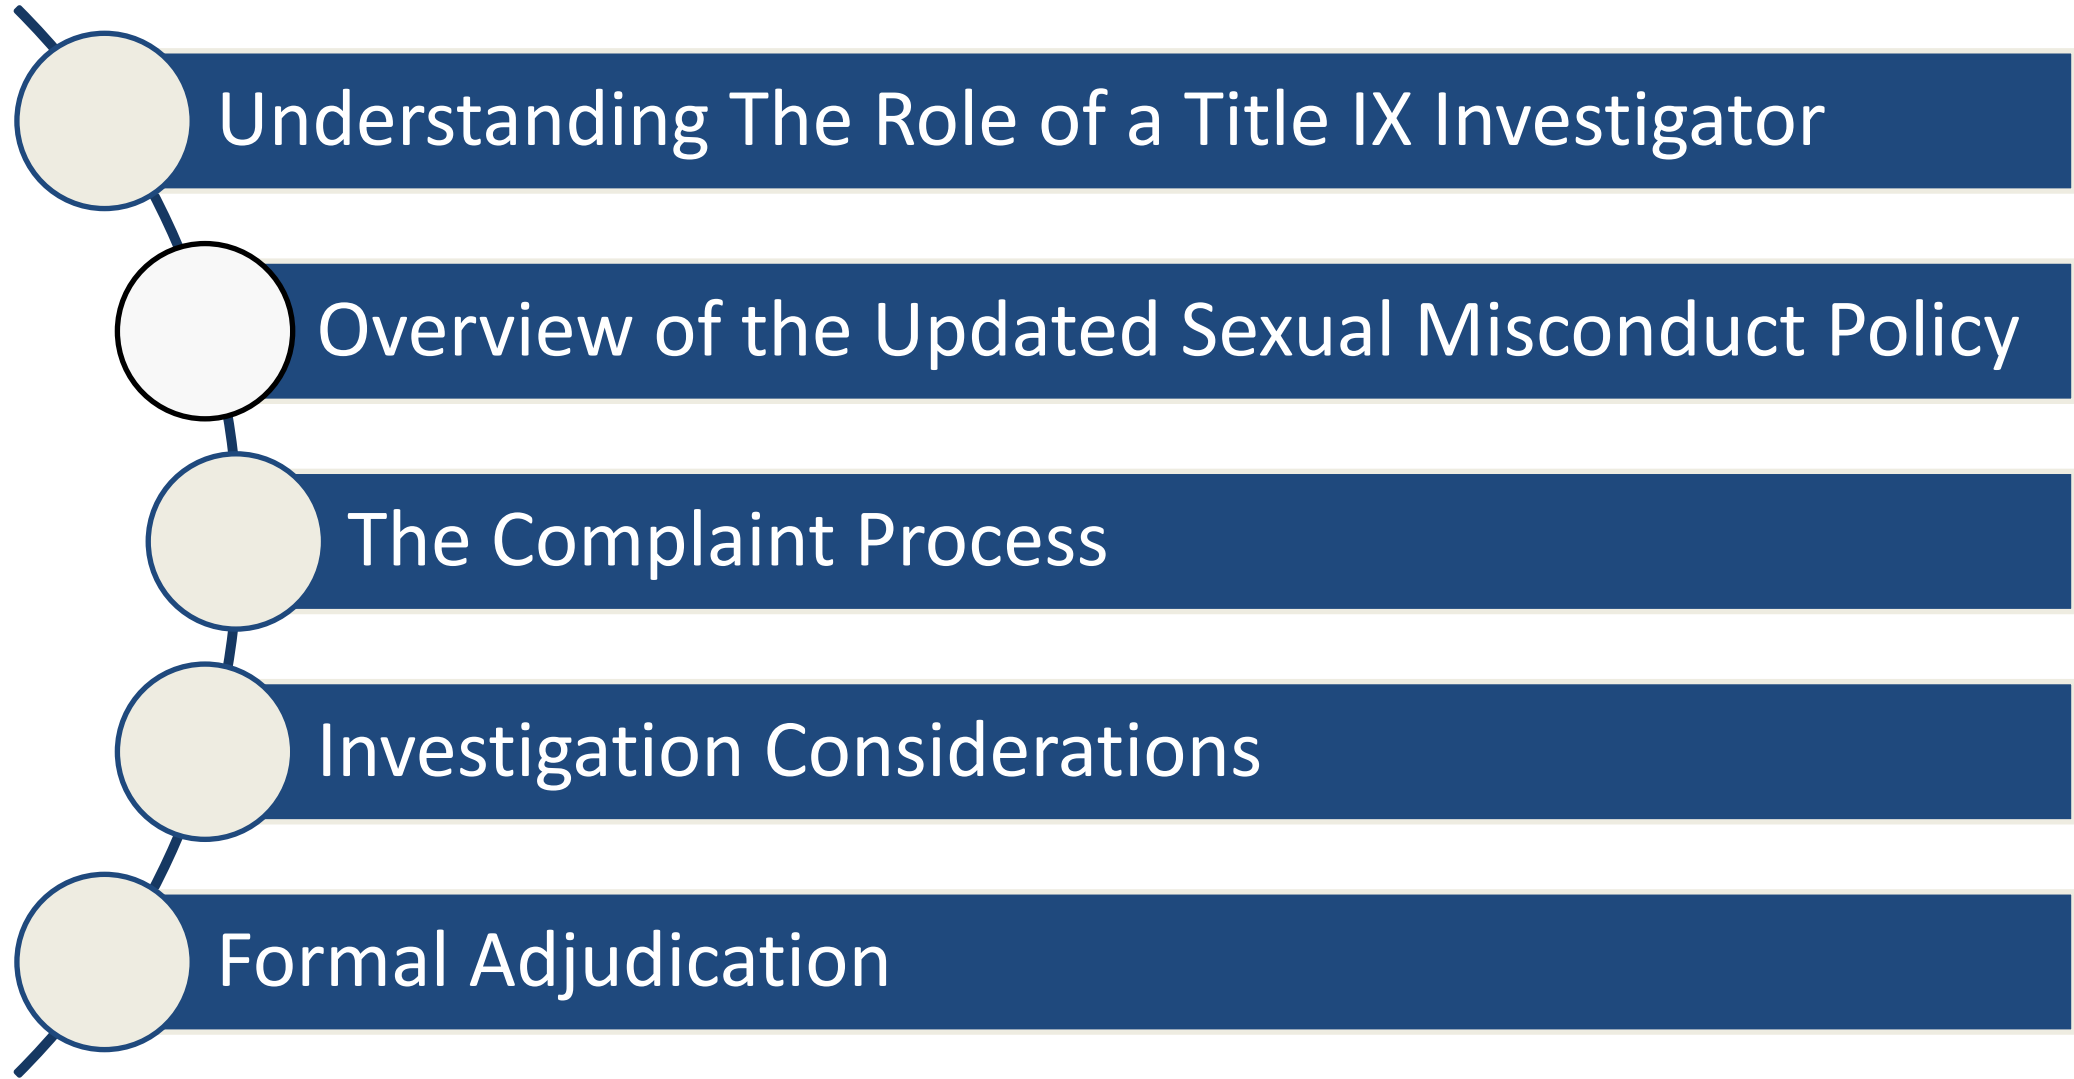 Understanding The Role of a Title IX Investigator
Overview of the Updated Sexual Misconduct Policy
The Complaint Process
Investigation Considerations
Formal Adjudication